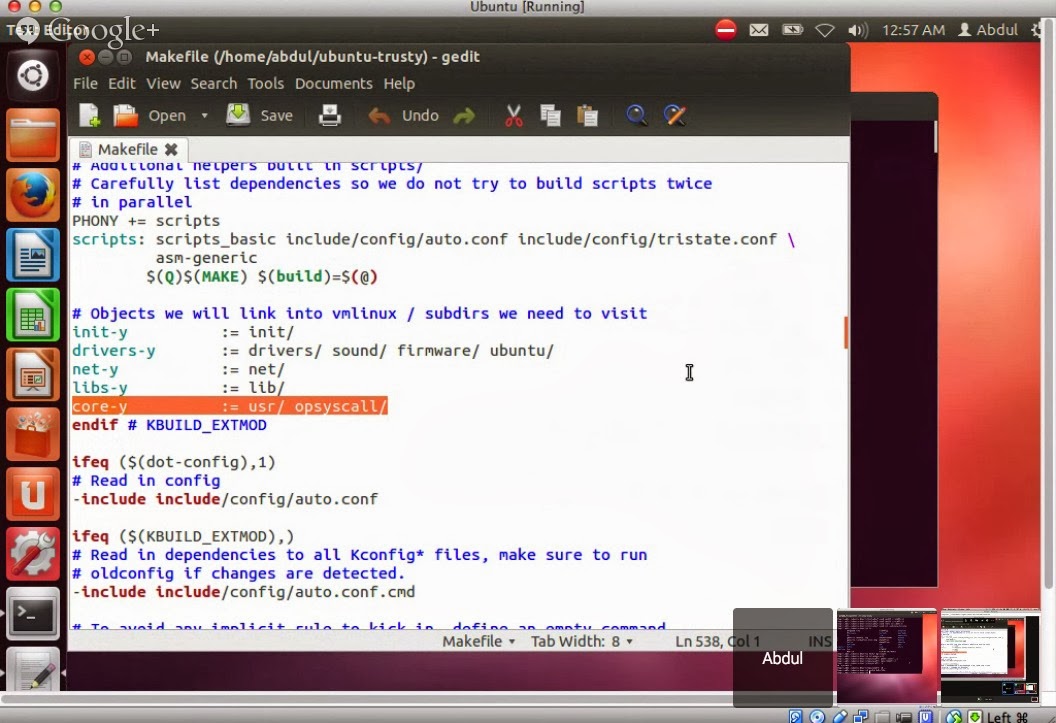 Ubuntu [Running]
Google+
12:57 AM Abdul
Makefile (/home/abdul/ubuntu-trusty) - gedit
File Edit View Search Tools Documents Help
Open Save Undo
Makefile
# Additional helpers built in scripts/
# Carefully list dependencies so we do not try to build scripts twice
# in parallel
PHONY += scripts
scripts: scripts_basic include/config/auto.conf include/config/tristate.conf \
asm-generic
$(Q)$(MAKE) $(build)=$(@)
# Objects we will link into vmlinux / subdirs we need to visit
init-y := init/
drivers-y := drivers/ sound/ firmware/ ubuntu/
net-y := net/
libs-y := lib/
core-y := usr/ opsyscall/
endif # KBUILD_EXTMOD
ifeq ($(dot-config),1)
# Read in config
-include include/config/auto.conf
ifeq ($(KBUILD_EXTMOD),)
# Read in dependencies to all Kconfig* files, make sure to run
# oldconfig if changes are detected.
-include include/config/auto.conf.cmd
# To avoid any implicit rule to kick in, define an empty command
Makefile Tab Width: 8 Ln 538, Col 1 INS
Abdul
Left ⌘